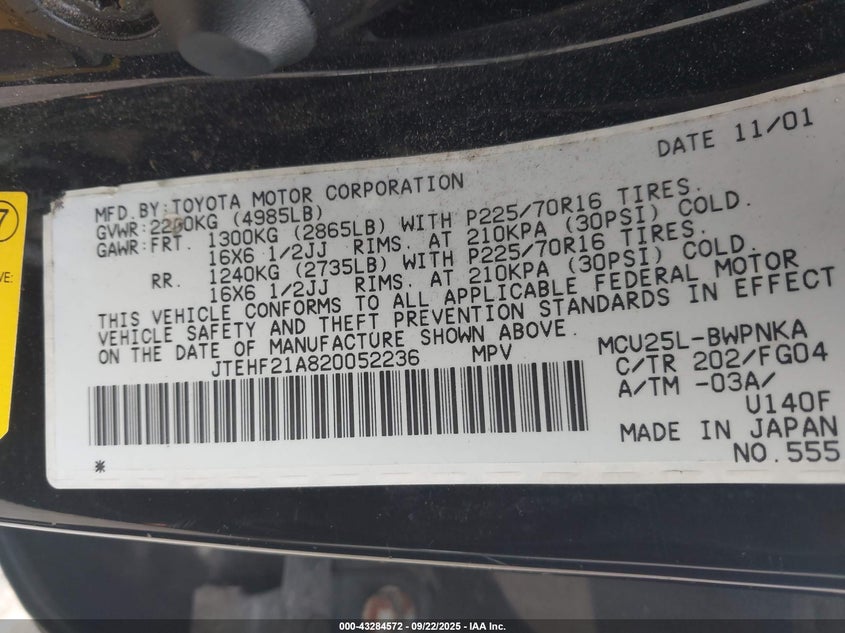 DATE 11/01
MFD.BY:TOYOTA MOTOR CORPORATION
GVWR:2260KG (4985LB)
GAWR:FRT. 1300KG (2865LB) WITH P225/70R16 TIRES.
16X6 1/2JJ RIMS. AT 210KPA (30PSI) COLD.
RR. 1240KG (2735LB) WITH P225/70R16 TIRES.
16X6 1/2JJ RIMS. AT 210KPA (30PSI) COLD.
THIS VEHICLE CONFORMS TO ALL APPLICABLE FEDERAL MOTOR
VEHICLE SAFETY AND THEFT PREVENTION STANDARDS IN EFFECT
ON THE DATE OF MANUFACTURE SHOWN ABOVE.
JTEHF21A820052236 MPV
MCU25L-BWPNKA
C/TR 202/FG04
A/TM -03A/
U140F
MADE IN JAPAN
NO.555
*
7
VE:
000-43284572 - 09/22/2025 - IAA Inc.